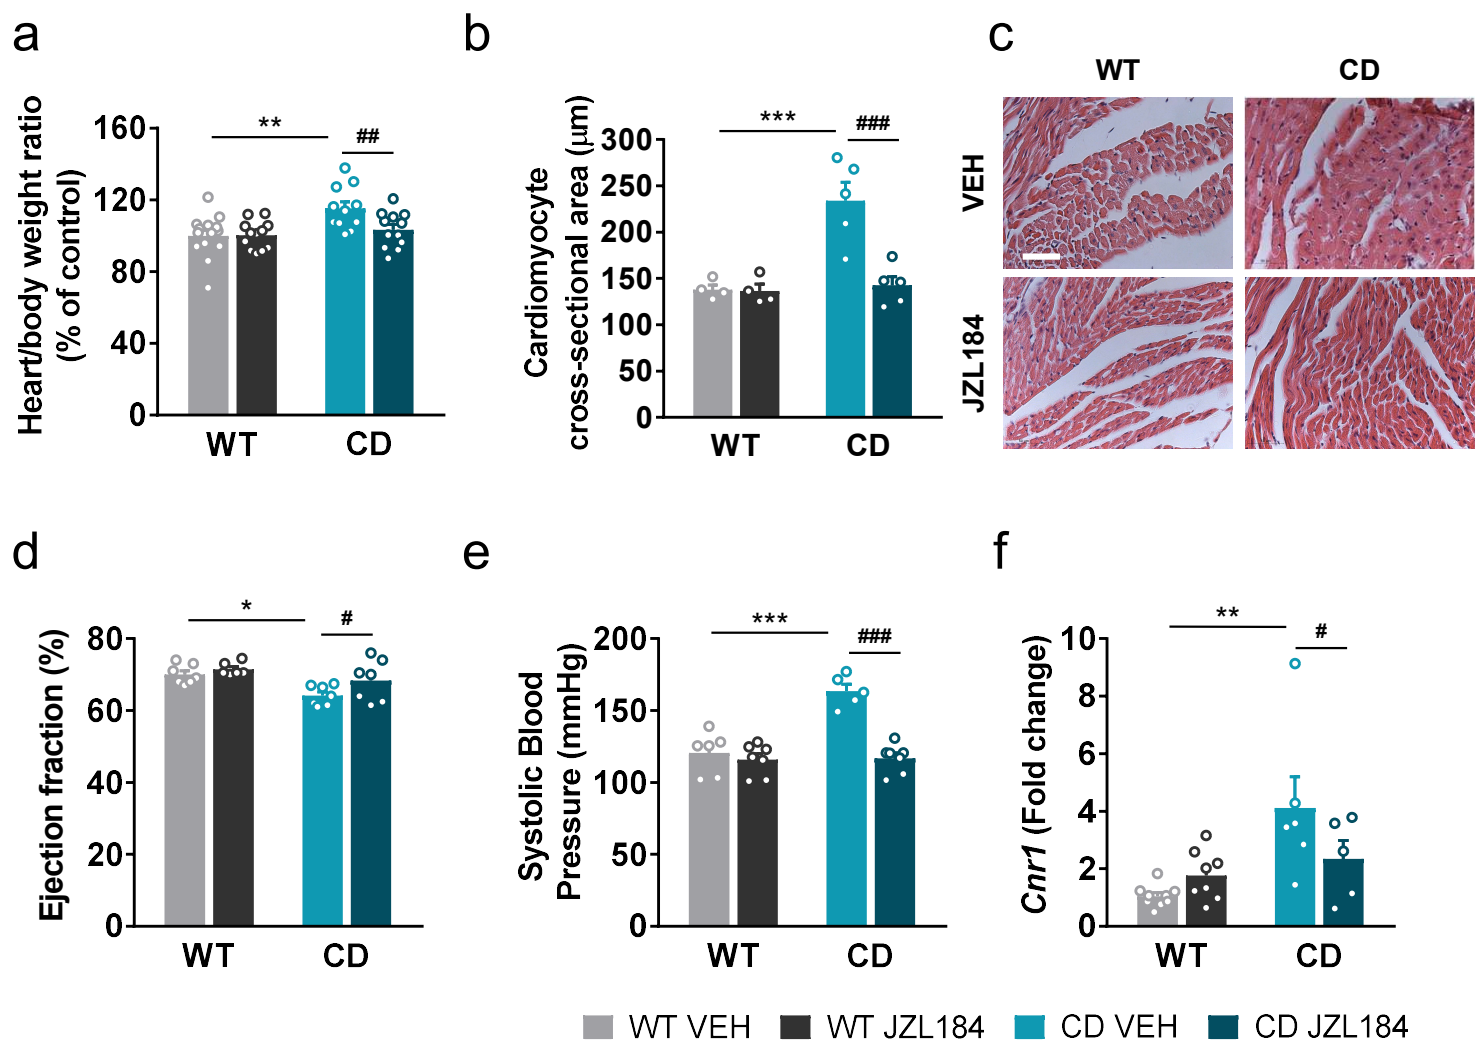 a
Heart/body weight ratio
(% of control)
160
120
80
40
0
**
##
WT
CD
b
Cardiomyocyte
cross-sectional area (μm)
300
250
200
150
100
50
0
***
###
WT
CD
c
WT
CD
VEH
JZL184
d
Ejection fraction (%)
80
60
40
20
0
*
#
WT
CD
e
Systolic Blood
Pressure (mmHg)
200
150
100
50
0
***
###
WT
CD
f
Cnr1 (Fold change)
10
8
6
4
2
0
**
#
WT
CD
WT VEH
WT JZL184
CD VEH
CD JZL184